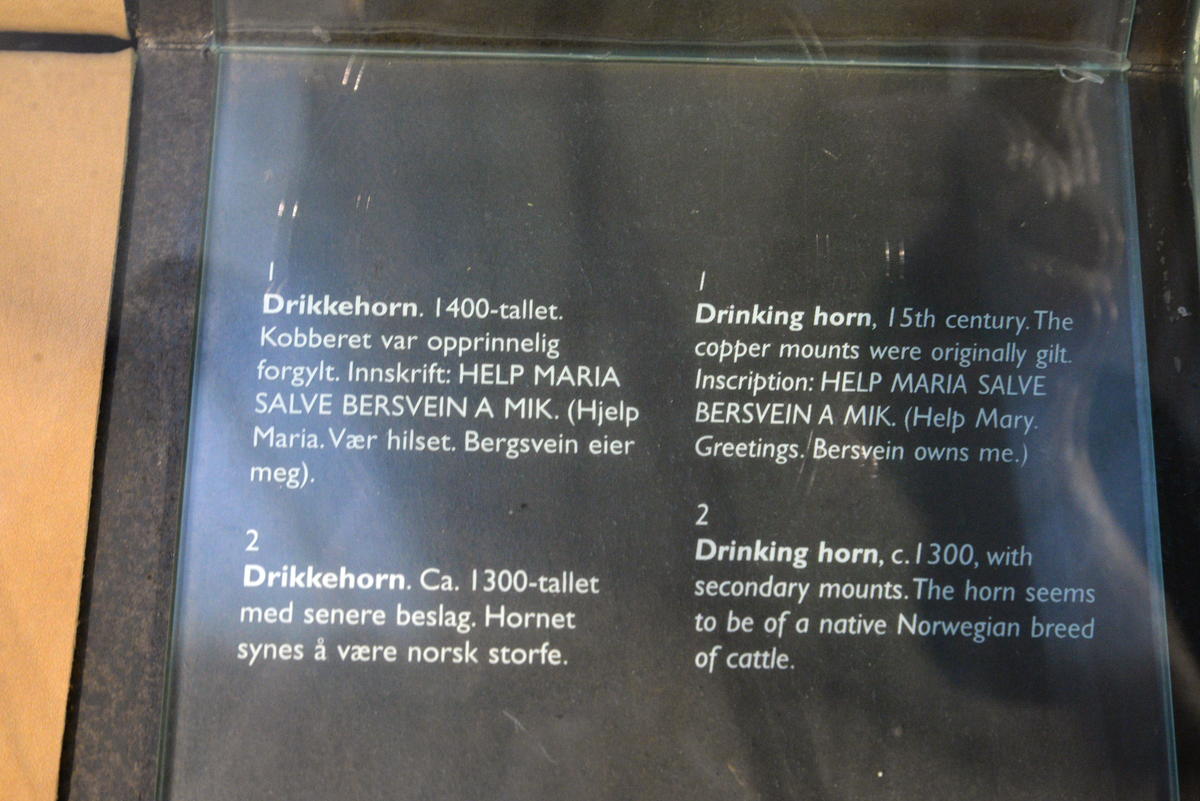 1
Drikkehorn. 1400-tallet.
Kobberet var opprinnelig
forgylt. Innskrift: HELP MARIA
SALVE BERSVEIN A MIK. (Hjelp
Maria. Vær hilset. Bergsvein eier
meg).
2
Drikkehorn. Ca. 1300-tallet
med senere beslag. Hornet
synes å være norsk storfe.
1
Drinking horn, 15th century. The
copper mounts were originally gilt.
Inscription: HELP MARIA SALVE
BERSVEIN A MIK. (Help Mary.
Greetings. Bersvein owns me.)
2
Drinking horn, c.1300, with
secondary mounts. The horn seems
to be of a native Norwegian breed
of cattle.